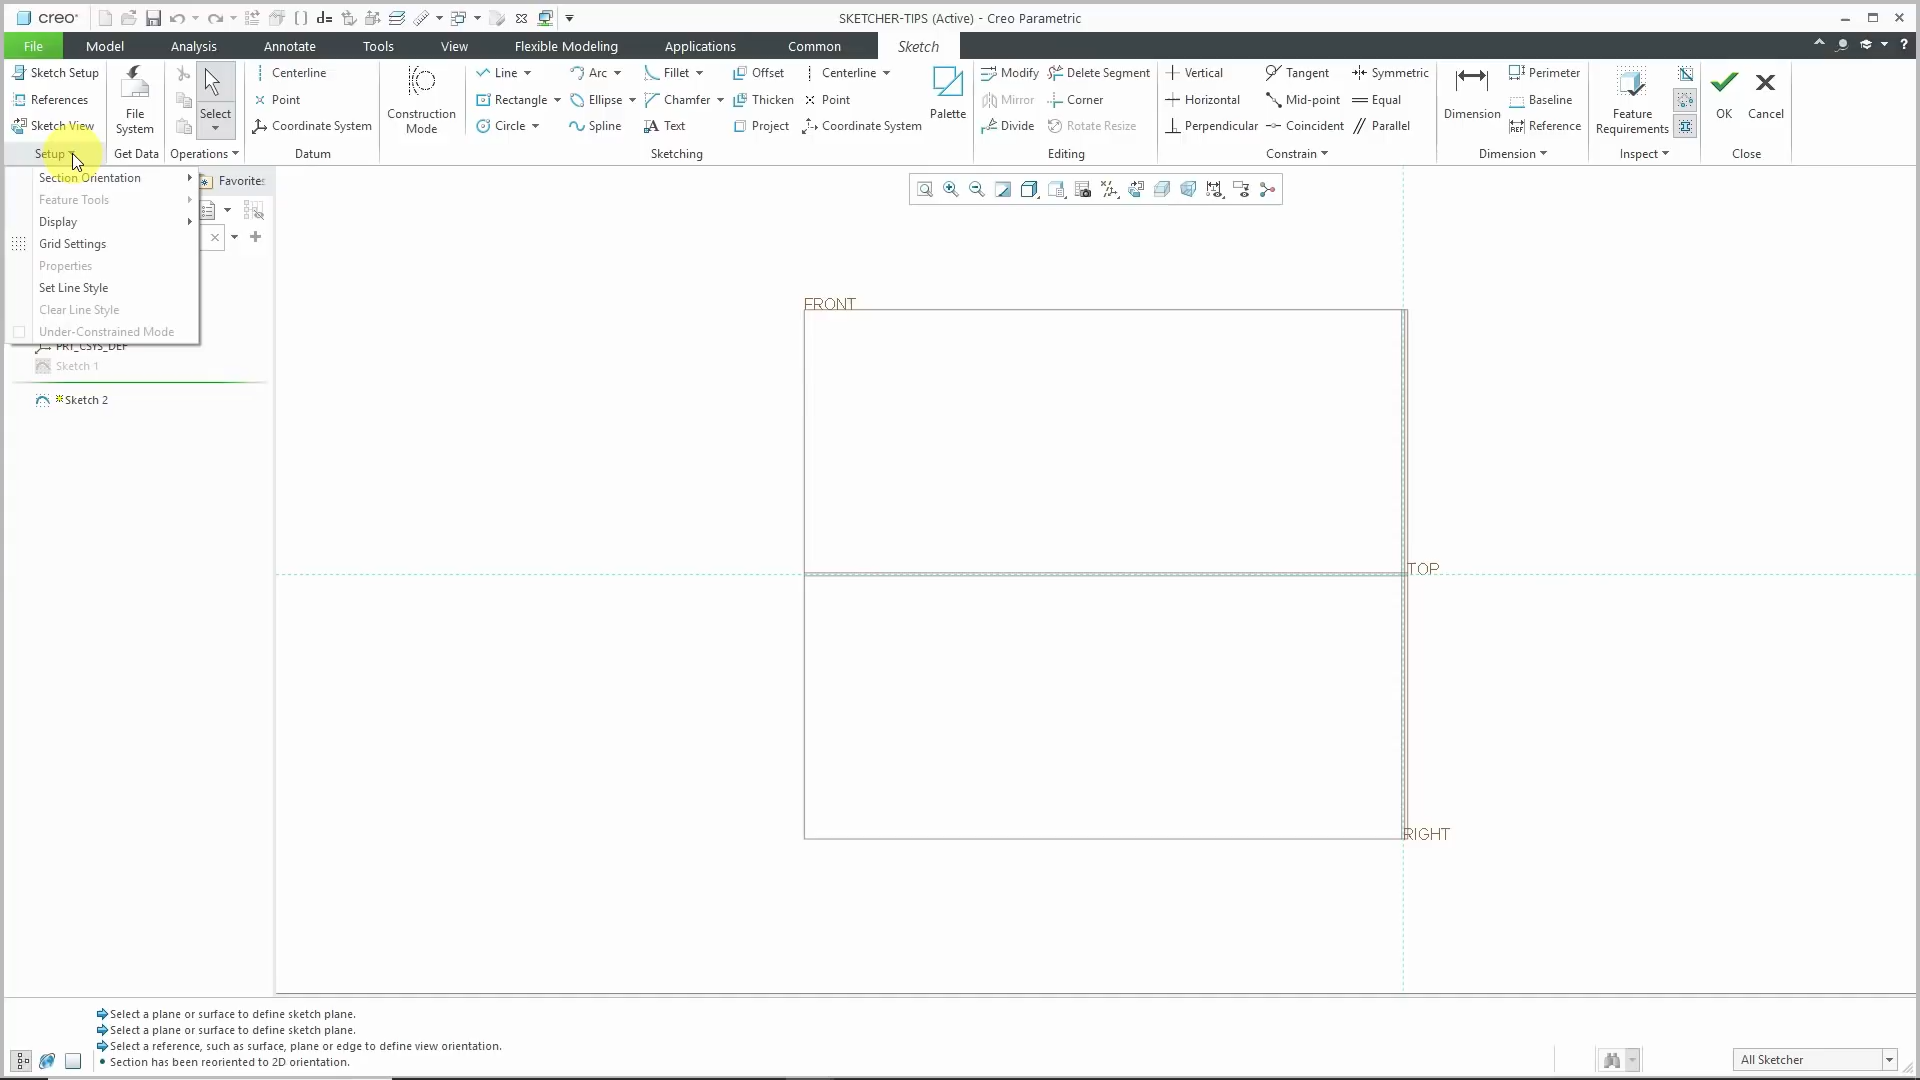 creo
SKETCHER-TIPS (Active) - Creo Parametric
File Model Analysis Annotate Tools View Flexible Modeling Applications Common Sketch
Sketch Setup
References
Sketch View
Setup
File System
Get Data
Select
Operations
Centerline
Point
Coordinate System
Datum
Construction Mode
Line Arc Fillet Offset Centerline
Rectangle Ellipse Chamfer Thicken Point
Circle Spline Text Project Coordinate System
Palette
Sketching
Modify Delete Segment
Mirror Corner
Divide Rotate Resize
Editing
Vertical Tangent Symmetric
Horizontal Mid-point Equal
Perpendicular Coincident Parallel
Constrain
Dimension
Perimeter
Baseline
Reference
Dimension
Feature Requirements
Inspect
OK Cancel
Close
Section Orientation
Feature Tools
Display
Grid Settings
Properties
Set Line Style
Clear Line Style
Under-Constrained Mode
PRT_CSYS_DEF
Sketch 1
Sketch 2
FRONT
TOP
RIGHT
Select a plane or surface to define sketch plane.
Select a plane or surface to define sketch plane.
Select a reference, such as surface, plane or edge to define view orientation.
Section has been reoriented to 2D orientation.
All Sketcher